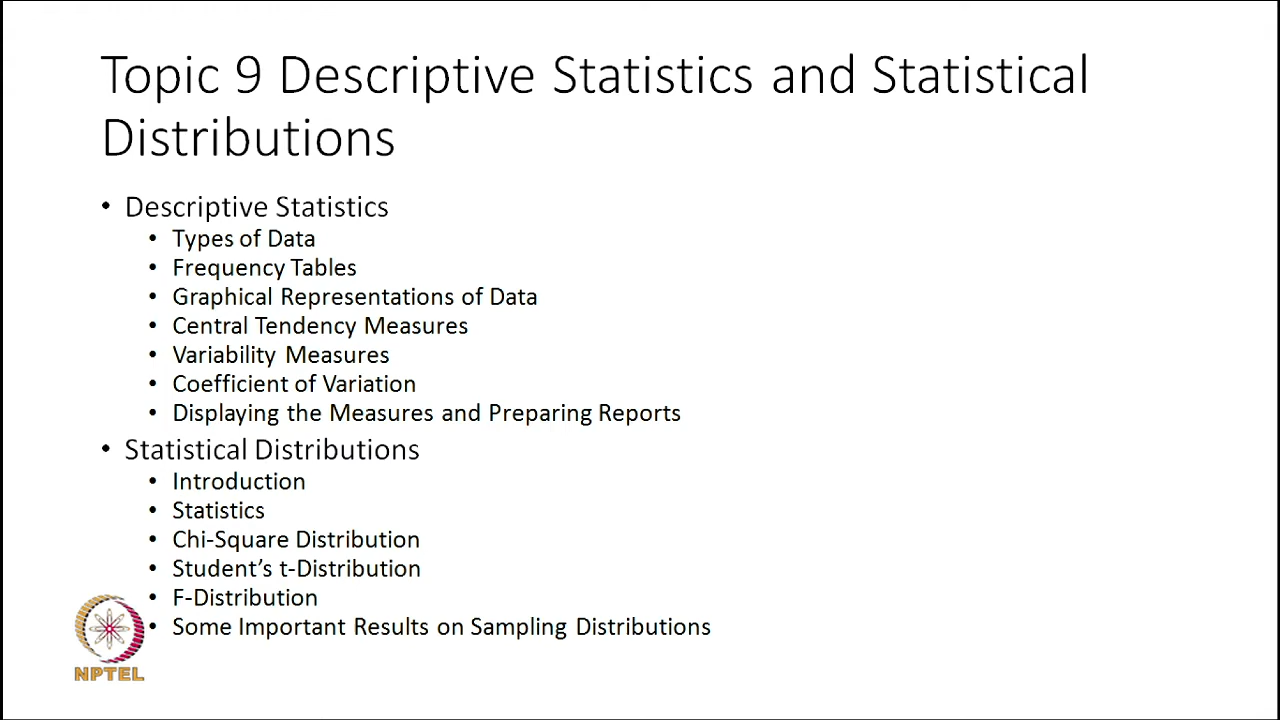 Topic 9 Descriptive Statistics and Statistical
Distributions
• Descriptive Statistics
• Types of Data
• Frequency Tables
• Graphical Representations of Data
• Central Tendency Measures
• Variability Measures
• Coefficient of Variation
• Displaying the Measures and Preparing Reports
• Statistical Distributions
• Introduction
• Statistics
• Chi-Square Distribution
• Student’s t-Distribution
• F-Distribution
• Some Important Results on Sampling Distributions
NPTEL